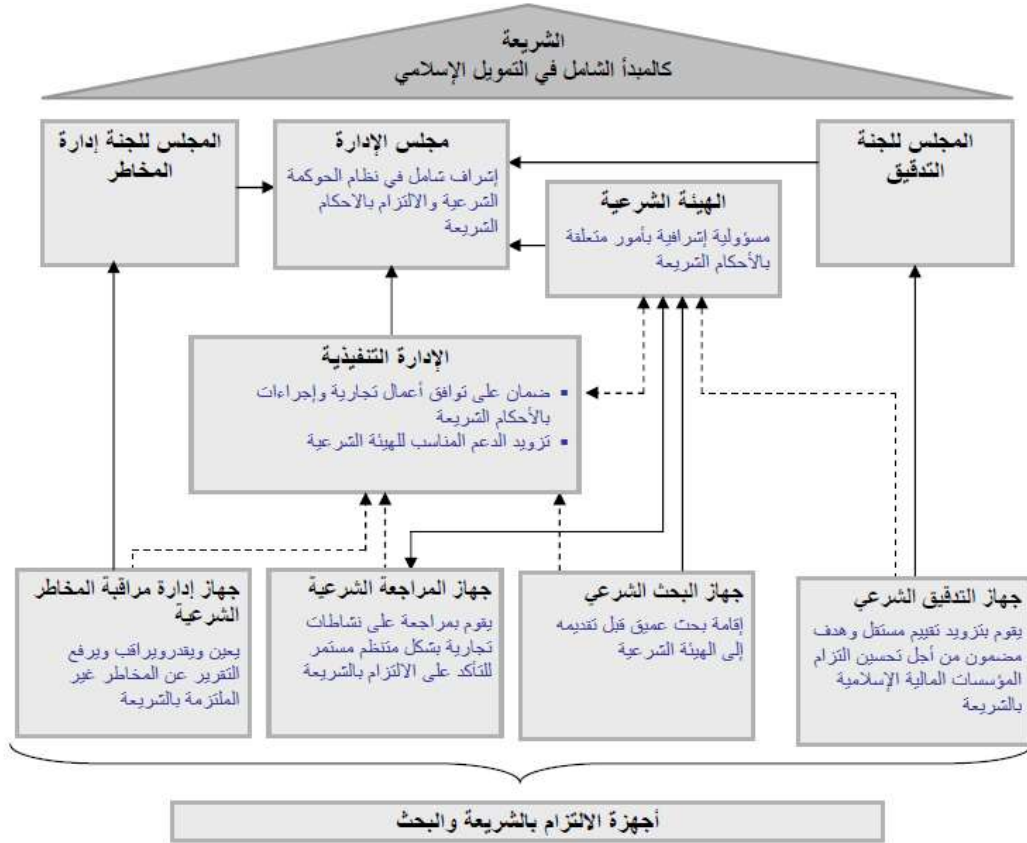 الشريعة
كالمبدأ الشامل في التمويل الإسلامي
المجلس للجنة
التدقيق
مجلس الإدارة
إشراف شامل في نظام الحوكمة
الشرعية والالتزام بالاحكام
الشريعة
المجلس للجنة إدارة
المخاطر
الهيئة الشرعية
مسؤولية إشرافية بأمور متعلقة
بالأحكام الشريعة
الإدارة التنفيذية
▪ ضمان على توافق أعمال تجارية وإجراءات
بالأحكام الشريعة
▪ تزويد الدعم المناسب للهيئة الشرعية
جهاز التدقيق الشرعي
يقوم بتزويد تقييم مستقل وهدف
مضمون من أجل تحسين التزام
المؤسسات المالية الإسلامية
بالشريعة
جهاز البحث الشرعي
إقامة بحث عميق قبل تقديمه
إلى الهيئة الشرعية
جهاز المراجعة الشرعية
يقوم بمراجعة على نشاطات
تجارية بشكل منتظم مستمر
للتأكد على الالتزام بالشريعة
جهاز إدارة مراقبة المخاطر
الشرعية
يعين ويقدرويراقب ويرفع
التقرير عن المخاطر غير
الملتزمة بالشريعة
أجهزة الالتزام بالشريعة والبحث